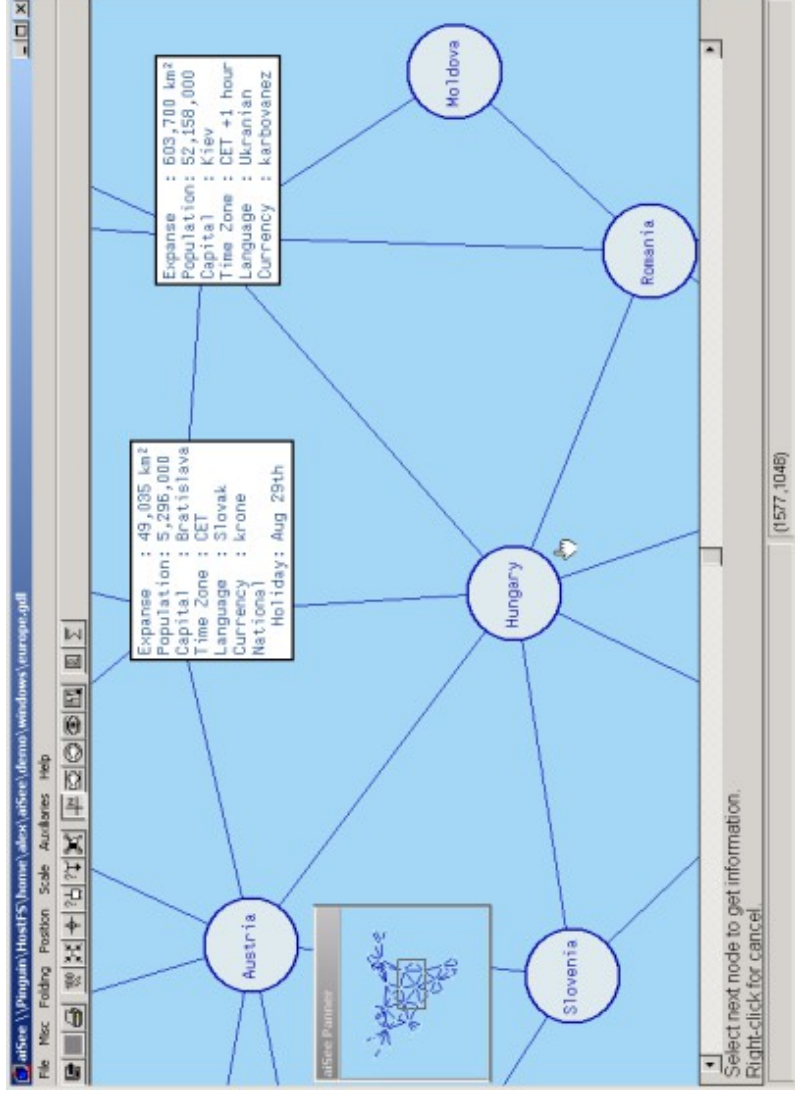 aiSee \\Pinguin\HostFS\home\alex\aiSee\demo\windows\europe.gdl
File Misc Folding Position Scale Auxiliaries Help
Expanse : 49,035 km²
Population: 5,296,000
Capital : Bratislava
Time Zone : CET
Language : Slovak
Currency : krone
National
Holiday: Aug 29th
Expanse : 603,700 km²
Population: 52,158,000
Capital : Kiev
Time Zone : CET +1 hour
Language : Ukranian
Currency : karbovanez
Austria
Hungary
Moldova
Romania
aiSee Panner
Slovenia
Select next node to get information.
Right-click for cancel.
(1577,1048)